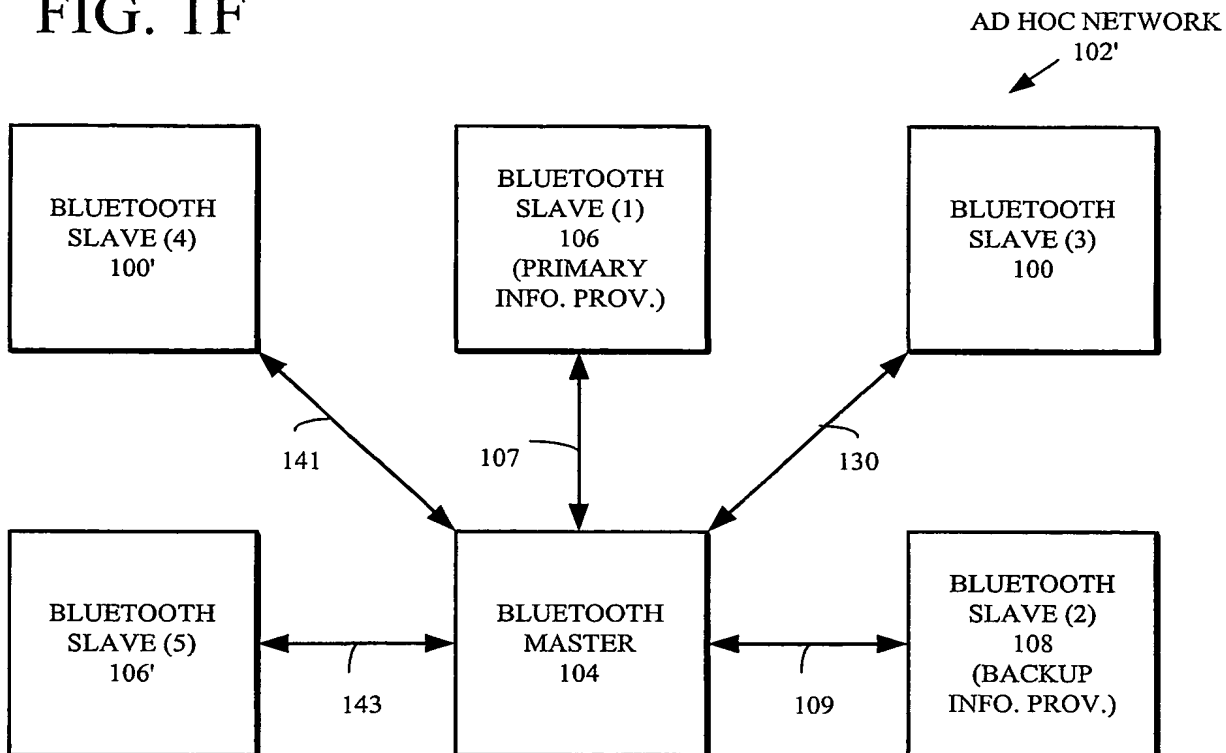 FIG. 1F
AD HOC NETWORK
102'
BLUETOOTH
SLAVE (4)
100'
BLUETOOTH
SLAVE (1)
106
(PRIMARY
INFO. PROV.)
BLUETOOTH
SLAVE (3)
100
141
107
130
BLUETOOTH
SLAVE (5)
106'
143
BLUETOOTH
MASTER
104
109
BLUETOOTH
SLAVE (2)
108
(BACKUP
INFO. PROV.)